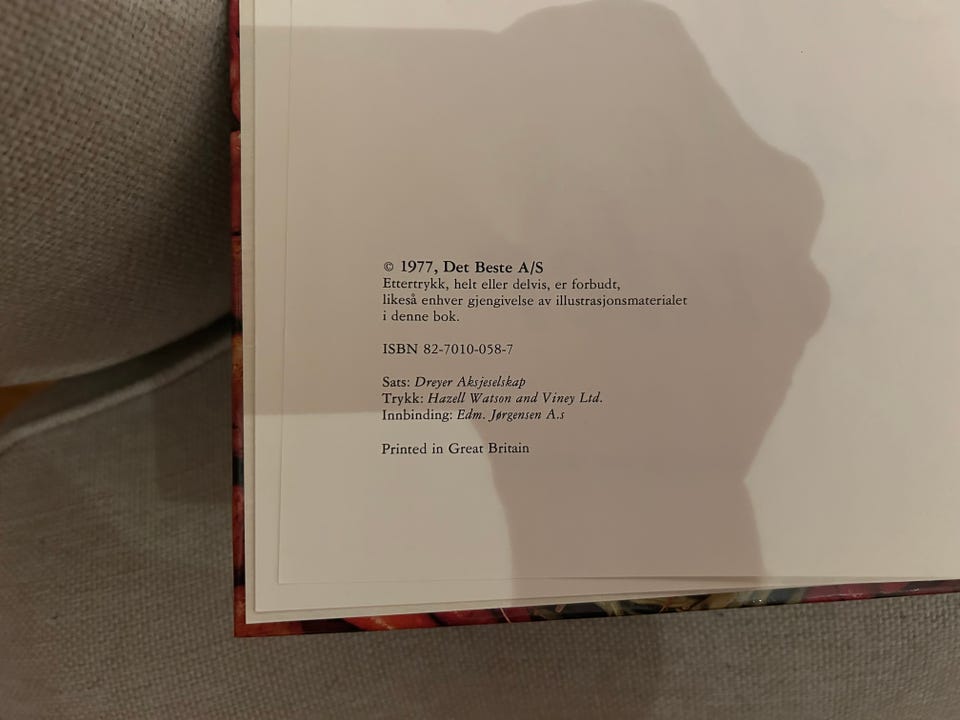 © 1977, Det Beste A/S
Ettertrykk, helt eller delvis, er forbudt,
likeså enhver gjengivelse av illustrasjonsmaterialet
i denne bok.
ISBN 82-7010-058-7
Sats: Dreyer Aksjeselskap
Trykk: Hazell Watson and Viney Ltd.
Innbinding: Edm. Jørgensen A.s
Printed in Great Britain